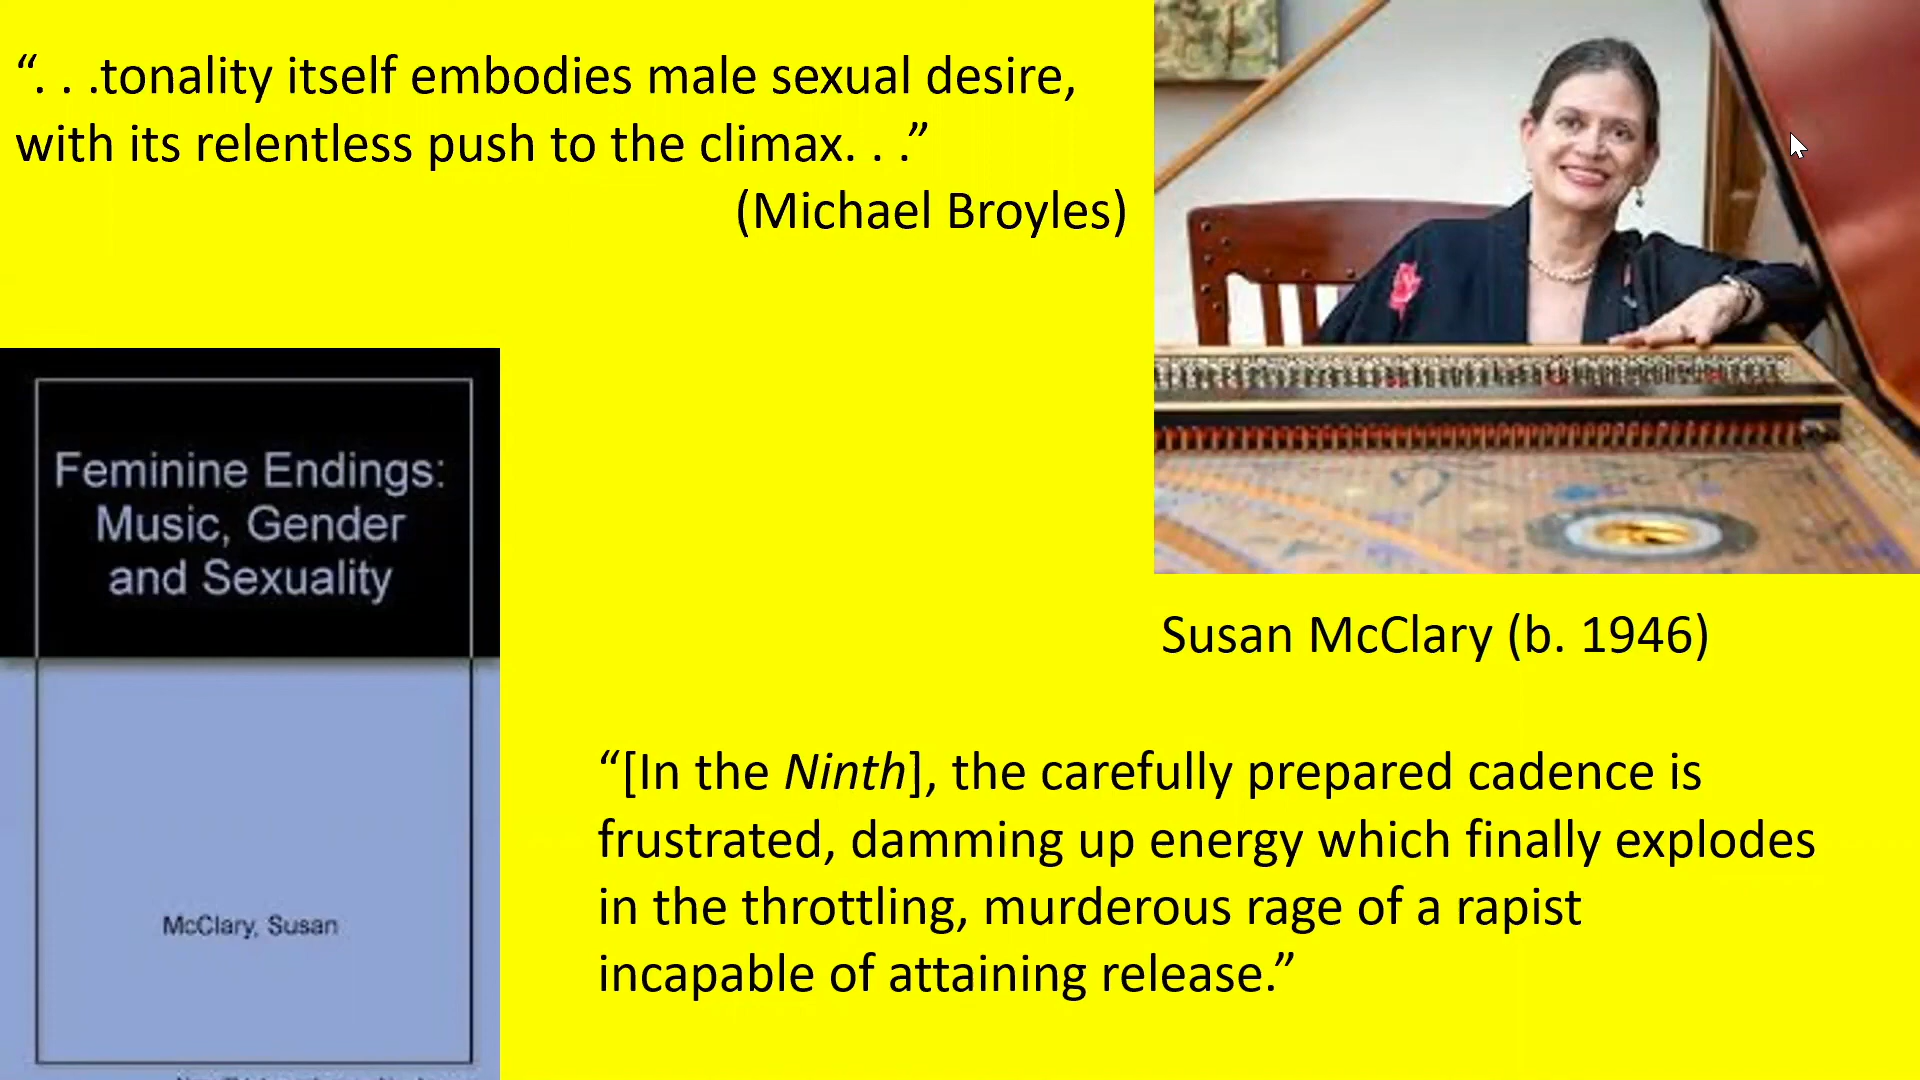 “. . .tonality itself embodies male sexual desire,
with its relentless push to the climax. . .”
(Michael Broyles)
Feminine Endings:
Music, Gender
and Sexuality
McClary, Susan
Susan McClary (b. 1946)
“[In the Ninth], the carefully prepared cadence is
frustrated, damming up energy which finally explodes
in the throttling, murderous rage of a rapist
incapable of attaining release.”